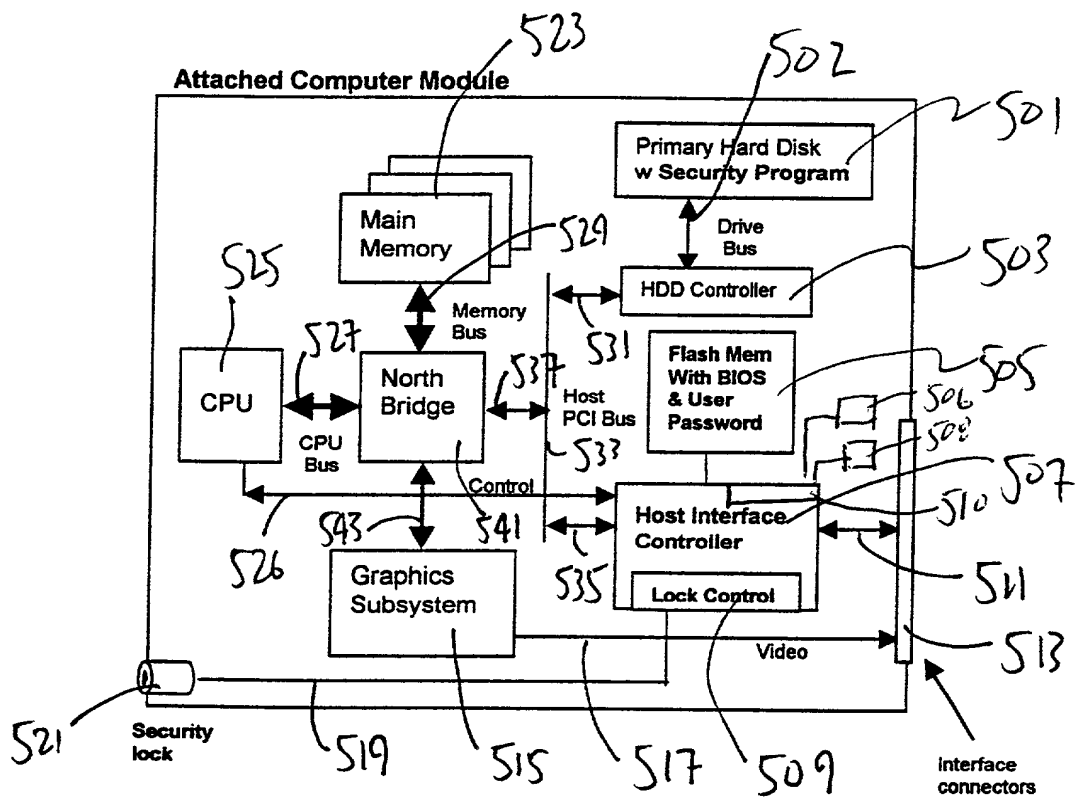 523
502
Attached Computer Module
501
Primary Hard Disk
w Security Program
Main
Memory
529
Drive
Bus
525
503
HDD Controller
Memory
Bus
527
531
537
Flash Mem
With BIOS
& User
Password
505
CPU
North
Bridge
Host
PCI Bus
506
508
CPU
Bus
533
Control
507
510
543
541
Host Interface
Controller
526
535
511
Graphics
Subsystem
Lock Control
Video
513
521
Security
lock
519
515
517
509
Interface
connectors